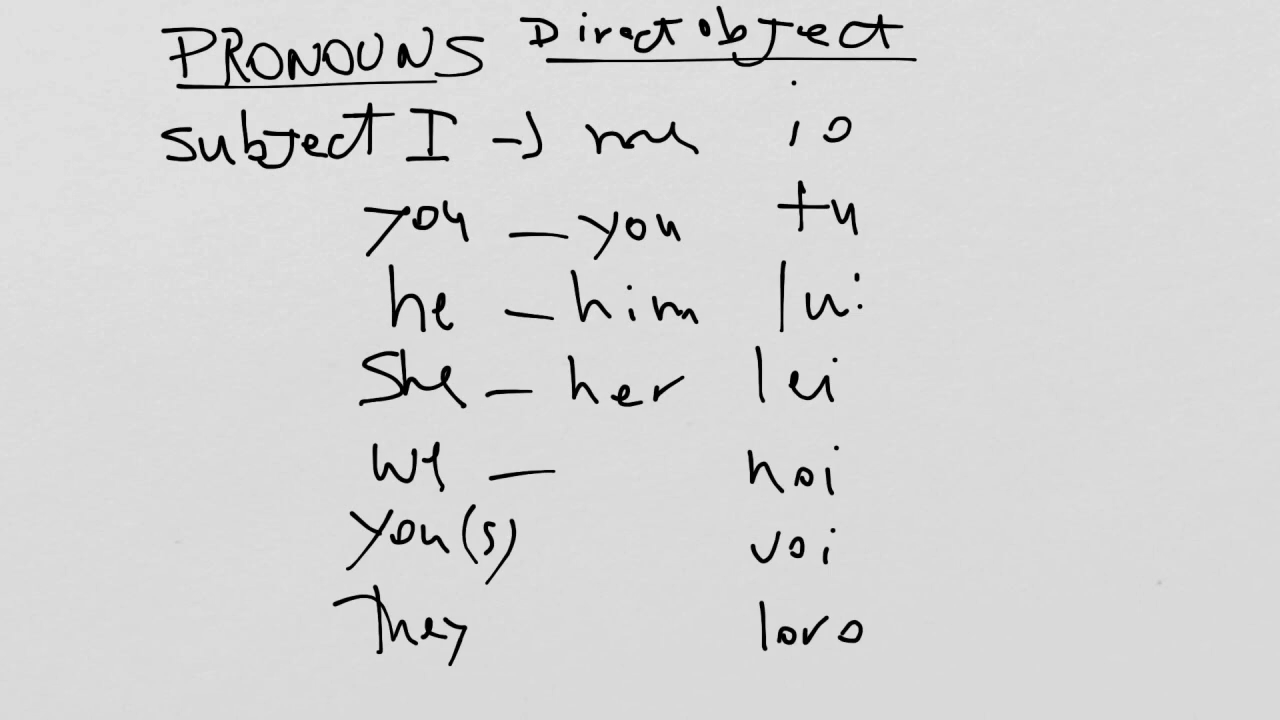 PRONOUNS Direct object
Subject I → me io
you — you tu
he — him lui
She — her lei
we — noi
you(s) voi
They loro